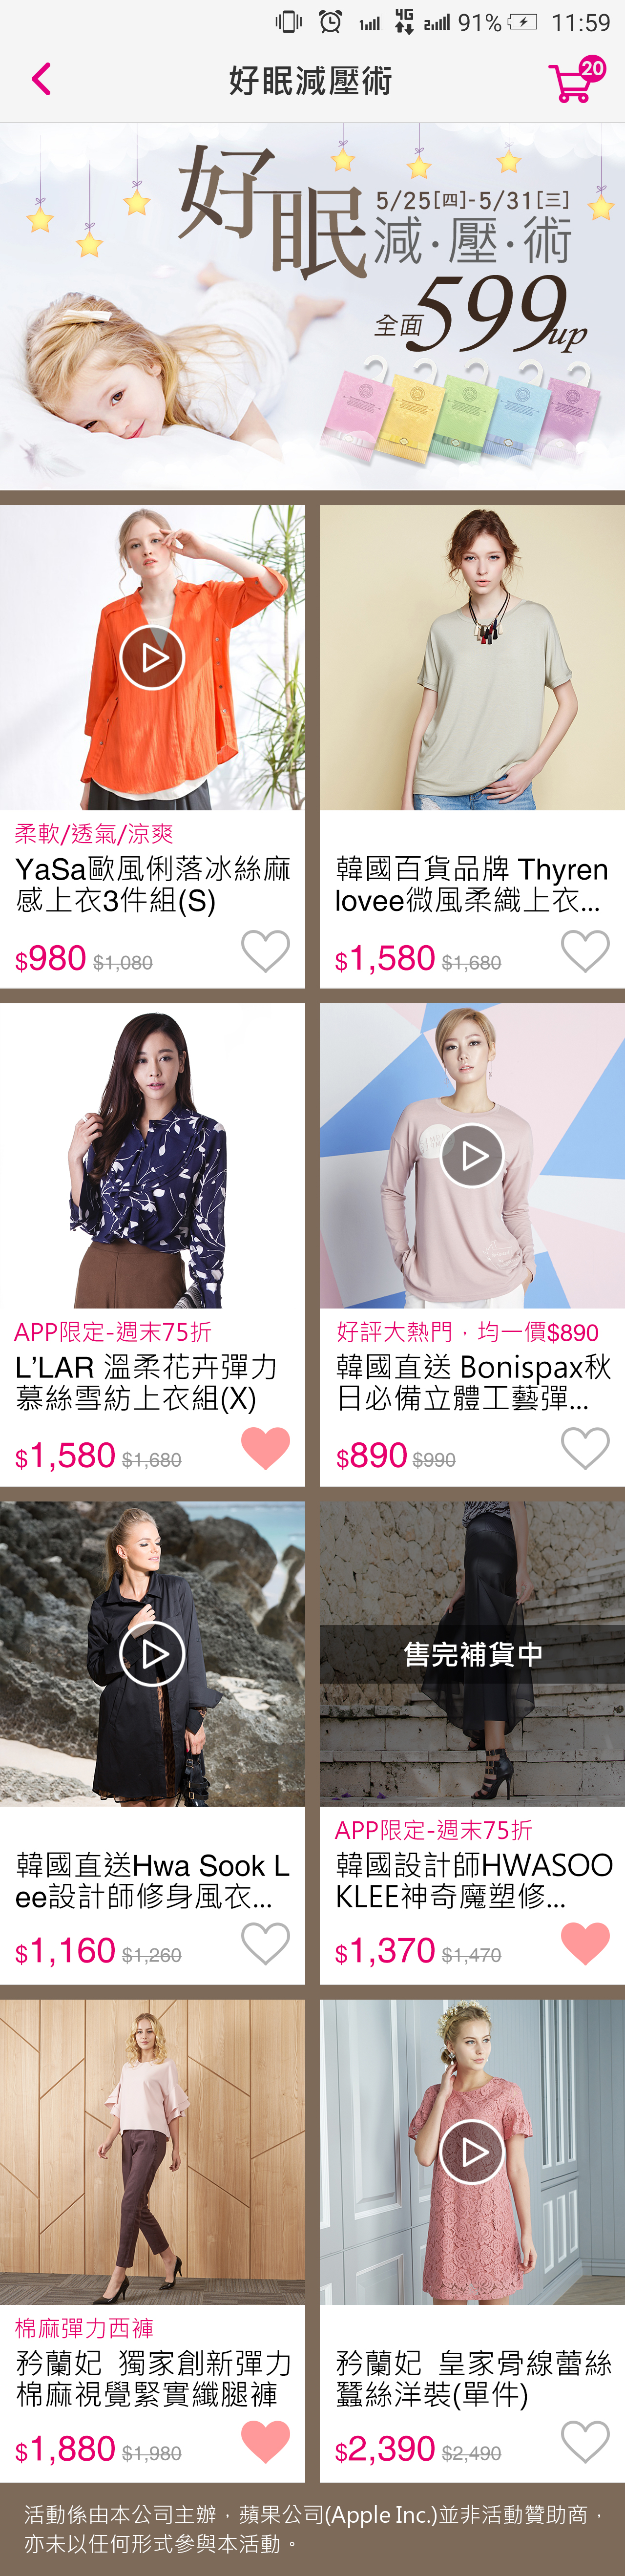 1 4G 2 91% 11:59
好眠減壓術
20
好眠
5/25[四]-5/31[三]
減·壓·術
全面599up
柔軟/透氣/涼爽
YaSa歐風俐落冰絲麻
感上衣3件組(S)
$980 $1,080
韓國百貨品牌 Thyren
lovee微風柔織上衣...
$1,580 $1,680
APP限定-週末75折
L'LAR 溫柔花卉彈力
慕絲雪紡上衣組(X)
$1,580 $1,680
好評大熱門，均一價$890
韓國直送 Bonispax秋
日必備立體工藝彈...
$890 $990
韓國直送Hwa Sook L
ee設計師修身風衣...
$1,160 $1,260
售完補貨中
APP限定-週末75折
韓國設計師HWASOO
KLEE神奇魔塑修...
$1,370 $1,470
棉麻彈力西褲
矜蘭妃 獨家創新彈力
棉麻視覺緊實纖腿褲
$1,880 $1,980
矜蘭妃 皇家骨線蕾絲
蠶絲洋裝(單件)
$2,390 $2,490
活動係由本公司主辦，蘋果公司(Apple Inc.)並非活動贊助商，
亦未以任何形式參與本活動。